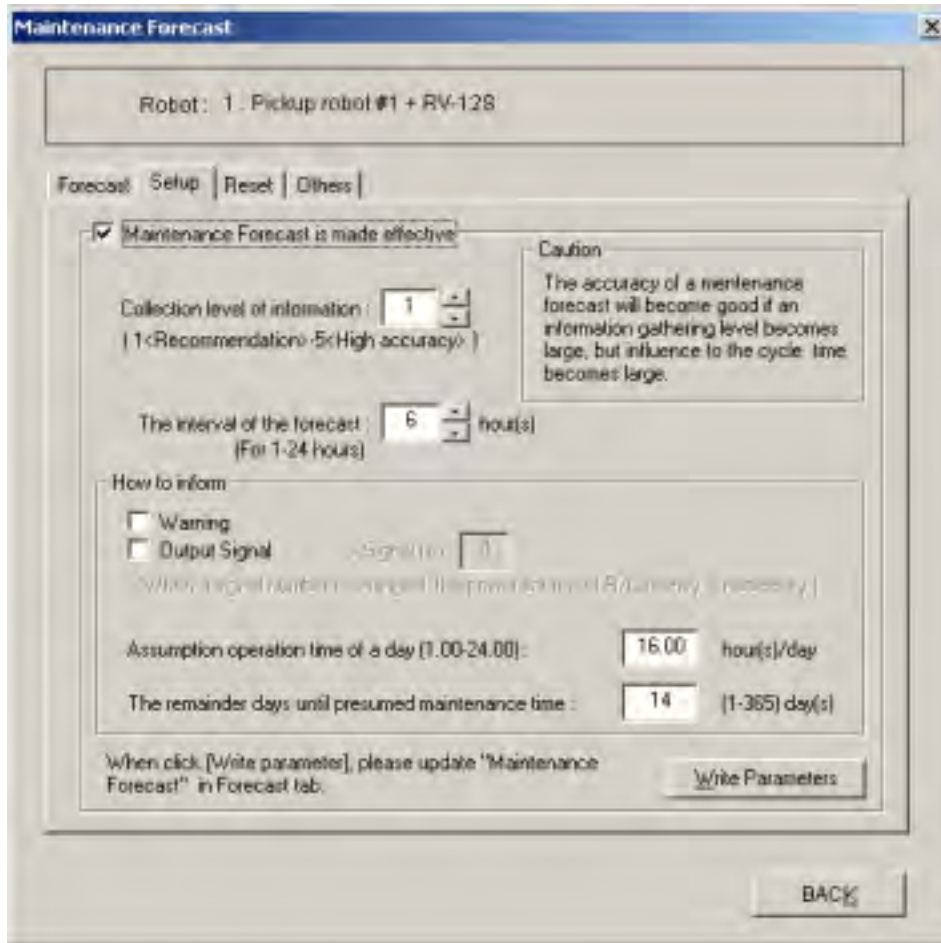 Maintenance Forecast
Robot : 1 . Pickup robot #1 + RV-12S
Forecast Setup Reset Others
Maintenance Forecast is made effective
Caution
The accuracy of a mentenance
forecast will become good if an
information gathering level becomes
large, but influence to the cycle time
becomes large.
Collection level of information : 1
( 1<Recommendation>-5<High accuracy> )
The interval of the forecast : 6 hour(s)
(For 1-24 hours)
How to inform
Warning
Output Signal 0
Assumption operation time of a day (1.00-24.00) : 16.00 hour(s)/day
The remainder days until presumed maintenance time : 14 (1-365) day(s)
When click [Write parameter], please update "Maintenance
Forecast" in Forecast tab.
Write Parameters
BACK